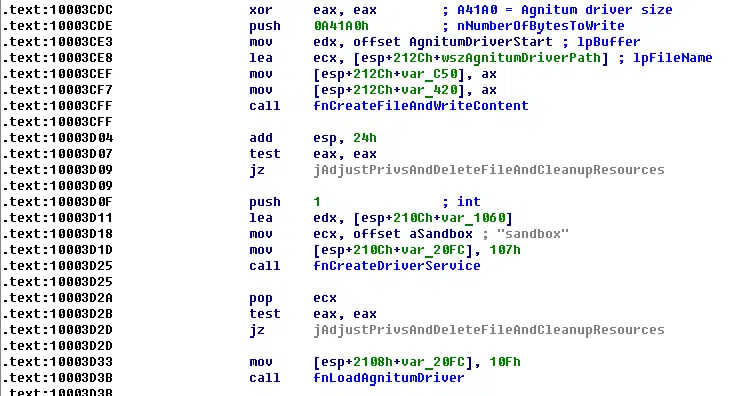 .text:10003CDC xor eax, eax ; A41A0 = Agnitum driver size
.text:10003CDE push 0A41A0h ; nNumberOfBytesToWrite
.text:10003CE3 mov edx, offset AgnitumDriverStart ; lpBuffer
.text:10003CE8 lea ecx, [esp+212Ch+wszAgnitumDriverPath] ; lpFileName
.text:10003CEF mov [esp+212Ch+var_C50], ax
.text:10003CF7 mov [esp+212Ch+var_420], ax
.text:10003CFF call fnCreateFileAndWriteContent
.text:10003CFF
.text:10003D04 add esp, 24h
.text:10003D07 test eax, eax
.text:10003D09 jz jAdjustPrivsAndDeleteFileAndCleanupResources
.text:10003D09
.text:10003D0F push 1 ; int
.text:10003D11 lea edx, [esp+210Ch+var_1060]
.text:10003D18 mov ecx, offset aSandbox ; "sandbox"
.text:10003D1D mov [esp+210Ch+var_20FC], 107h
.text:10003D25 call fnCreateDriverService
.text:10003D25
.text:10003D2A pop ecx
.text:10003D2B test eax, eax
.text:10003D2D jz jAdjustPrivsAndDeleteFileAndCleanupResources
.text:10003D2D
.text:10003D33 mov [esp+2108h+var_20FC], 10Fh
.text:10003D3B call fnLoadAgnitumDriver
.text:10003D3B